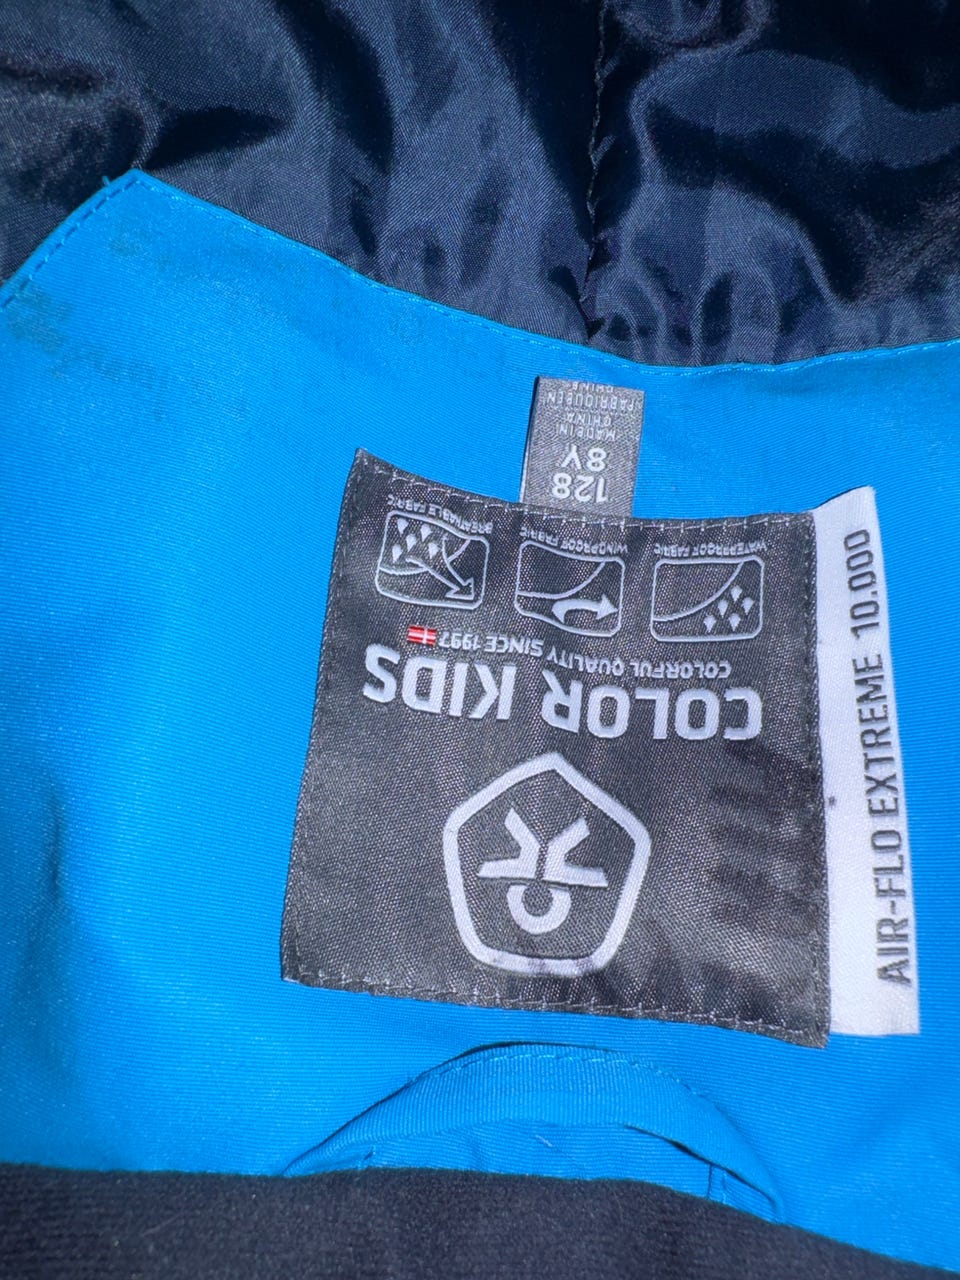 COLOR KIDS
COLORFUL QUALITY SINCE 1997
WATERPROOF FABRIC
WINDPROOF FABRIC
BREATHABLE FABRIC
128
8Y
MADE IN
CHINA
FABRIQUÉ EN
CHINE
AIR-FLO EXTREME 10.000